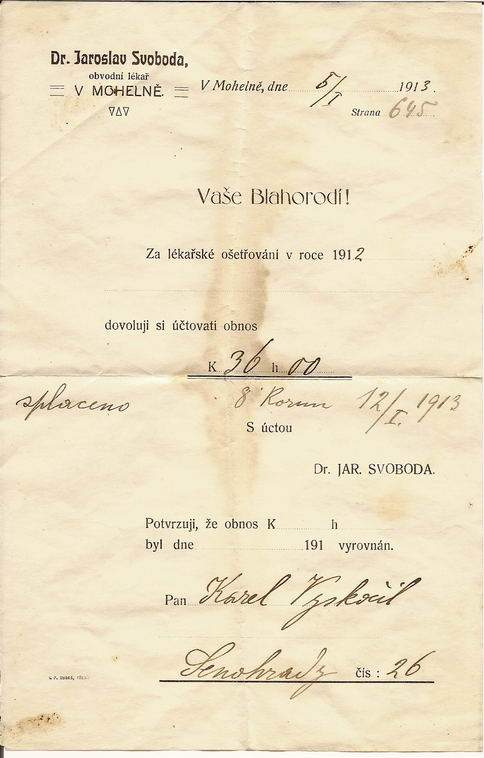 Dr. Jaroslav Svoboda,
obvodní lékař
V MOHELNĚ.
V Mohelně, dne 5/I 1913.
Strana 645
Vaše Blahorodí!
Za lékařské ošetřování v roce 1912
dovoluji si účtovati obnos
K 36 h 00
splaceno 8 Korun 12/I. 1913
S úctou
Dr. JAR. SVOBODA.
Potvrzuji, že obnos K h
byl dne 191 vyrovnán.
Pan Karel Vyskočil
Senohrady čís : 26